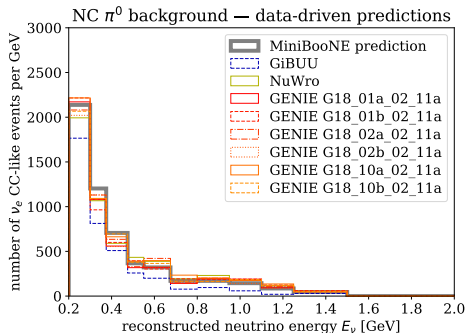 NC π⁰ background — data-driven predictions
number of νₑ CC-like events per GeV
3000
2500
2000
1500
1000
500
0
MiniBooNE prediction
GiBUU
NuWro
GENIE G18_01a_02_11a
GENIE G18_01b_02_11a
GENIE G18_02a_02_11a
GENIE G18_02b_02_11a
GENIE G18_10a_02_11a
GENIE G18_10b_02_11a
0.2 0.4 0.6 0.8 1.0 1.2 1.4 1.6 1.8 2.0
reconstructed neutrino energy Eᵥ [GeV]